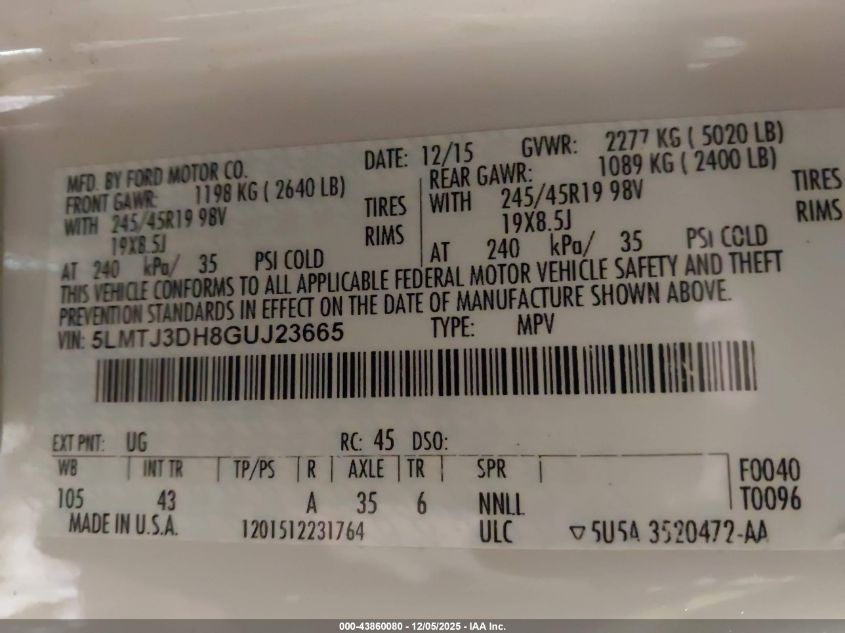 MFD. BY FORD MOTOR CO. DATE: 12/15 GVWR: 2277 KG ( 5020 LB)
FRONT GAWR: 1198 KG ( 2640 LB) REAR GAWR: 1089 KG ( 2400 LB)
WITH 245/45R19 98V TIRES WITH 245/45R19 98V TIRES
19X8.5J RIMS 19X8.5J RIMS
AT 240 kPa/ 35 PSI COLD AT 240 kPa/ 35 PSI COLD
THIS VEHICLE CONFORMS TO ALL APPLICABLE FEDERAL MOTOR VEHICLE SAFETY AND THEFT
PREVENTION STANDARDS IN EFFECT ON THE DATE OF MANUFACTURE SHOWN ABOVE.
VIN: 5LMTJ3DH8GUJ23665 TYPE: MPV
EXT PNT: UG RC: 45 DSO:
WB INT TR TP/PS R AXLE TR SPR F0040
105 43 A 35 6 NNLL T0096
MADE IN U.S.A. 1201512231764 ULC ▽5U5A 3520472-AA
000-43860080 - 12/05/2025 - IAA Inc.